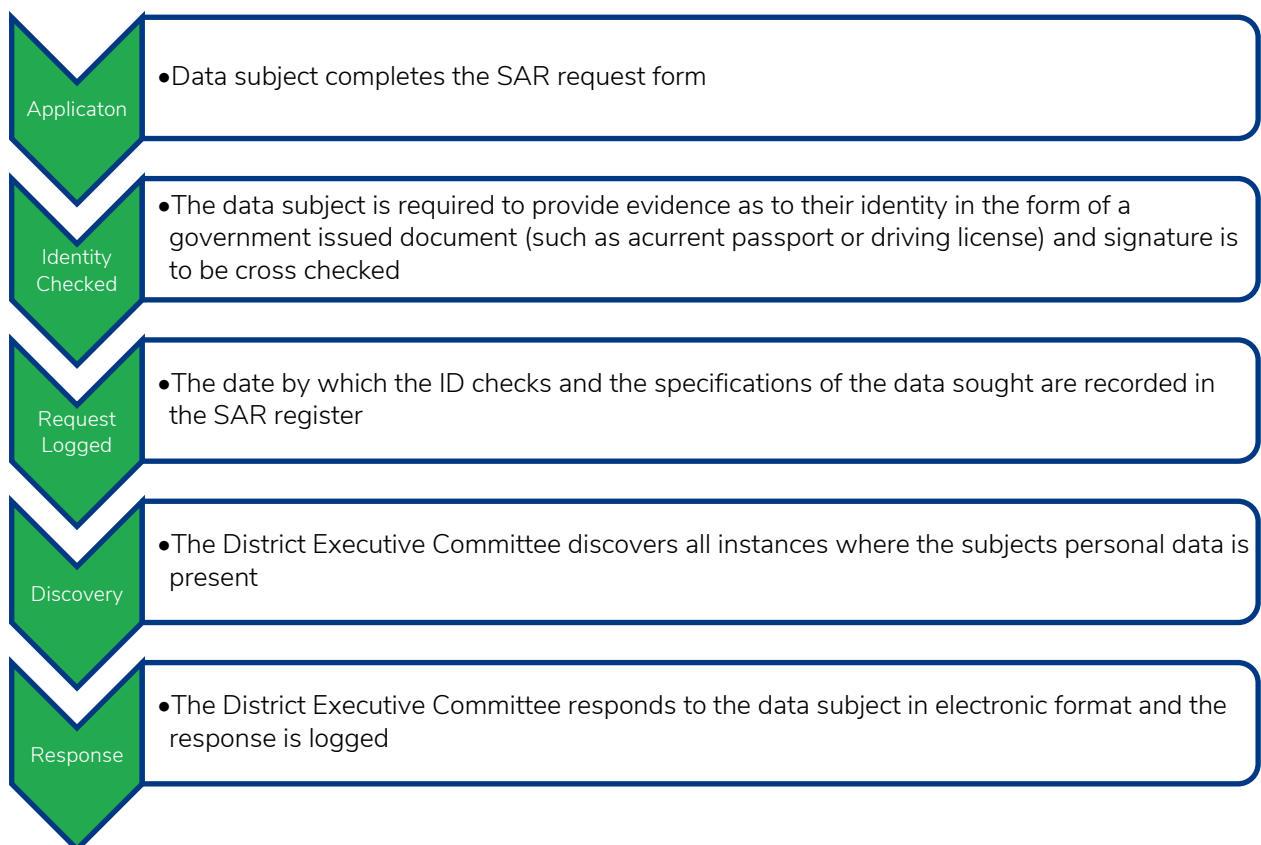 Applicaton
•Data subject completes the SAR request form
Identity
Checked
•The data subject is required to provide evidence as to their identity in the form of a
government issued document (such as acurrent passport or driving license) and signature is
to be cross checked
Request
Logged
•The date by which the ID checks and the specifications of the data sought are recorded in
the SAR register
Discovery
•The District Executive Committee discovers all instances where the subjects personal data is
present
Response
•The District Executive Committee responds to the data subject in electronic format and the
response is logged